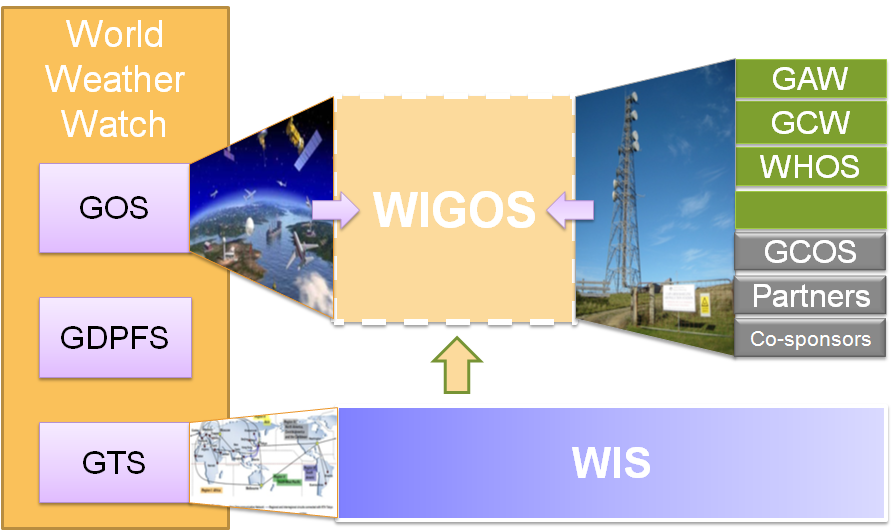 World
Weather
Watch
GOS
GDPFS
GTS
WIGOS
GAW
GCW
WHOS
GCOS
Partners
Co-sponsors
WIS